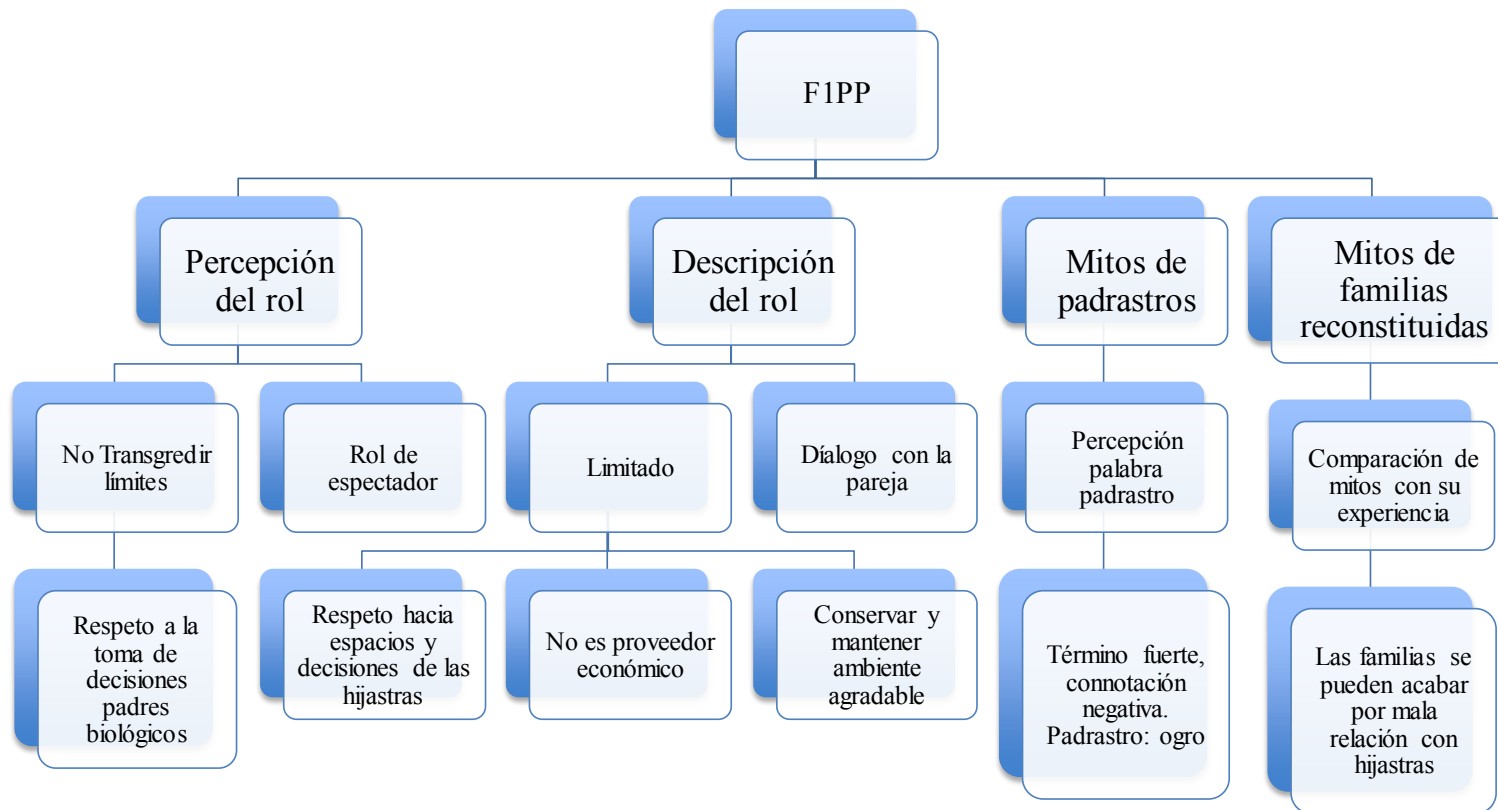 F1PP
Percepción
del rol
Descripción
del rol
Mitos de
padrastros
Mitos de
familias
reconstituidas
No Transgredir
límites
Rol de
espectador
Limitado
Díalogo con la
pareja
Percepción
palabra
padrastro
Comparación de
mitos con su
experiencia
Respeto a la
toma de
decisiones
padres
biológicos
Respeto hacia
espacios y
decisiones de las
hijastras
No es proveedor
económico
Conservar y
mantener
ambiente
agradable
Término fuerte,
connotación
negativa.
Padrastro: ogro
Las familias se
pueden acabar
por mala
relación con
hijastras